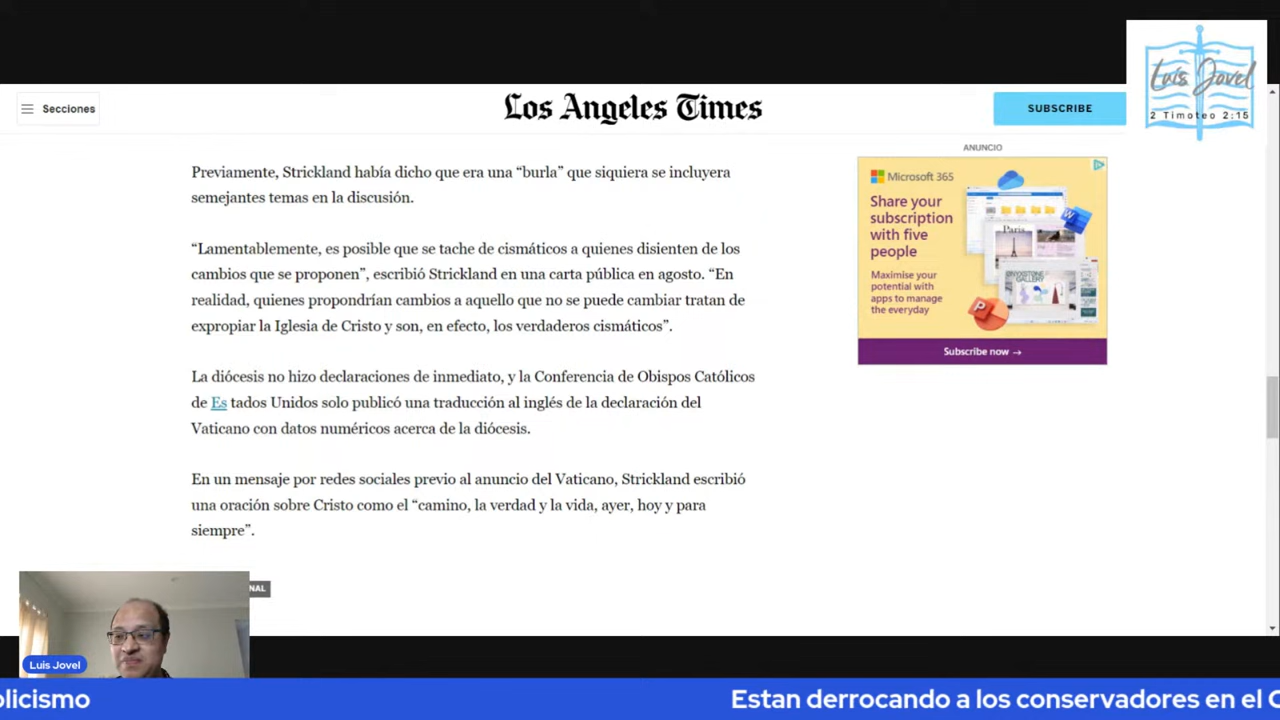 Luis Jovel
2 Timoteo 2:15
Secciones
Los Angeles Times
SUBSCRIBE
Previamente, Strickland había dicho que era una “burla” que siquiera se incluyera
semejantes temas en la discusión.
“Lamentablemente, es posible que se tache de cismáticos a quienes disienten de los
cambios que se proponen”, escribió Strickland en una carta pública en agosto. “En
realidad, quienes propondrían cambios a aquello que no se puede cambiar tratan de
expropiar la Iglesia de Cristo y son, en efecto, los verdaderos cismáticos”.
La diócesis no hizo declaraciones de inmediato, y la Conferencia de Obispos Católicos
de Es tados Unidos solo publicó una traducción al inglés de la declaración del
Vaticano con datos numéricos acerca de la diócesis.
En un mensaje por redes sociales previo al anuncio del Vaticano, Strickland escribió
una oración sobre Cristo como el “camino, la verdad y la vida, ayer, hoy y para
siempre”.
NAL
ANUNCIO
Microsoft 365
Share your
subscription
with five
people
Maximise your
potential with
apps to manage
the everyday
Paris
Subscribe now →
Luis Jovel
olicismo
Estan derrocando a los conservadores en el C